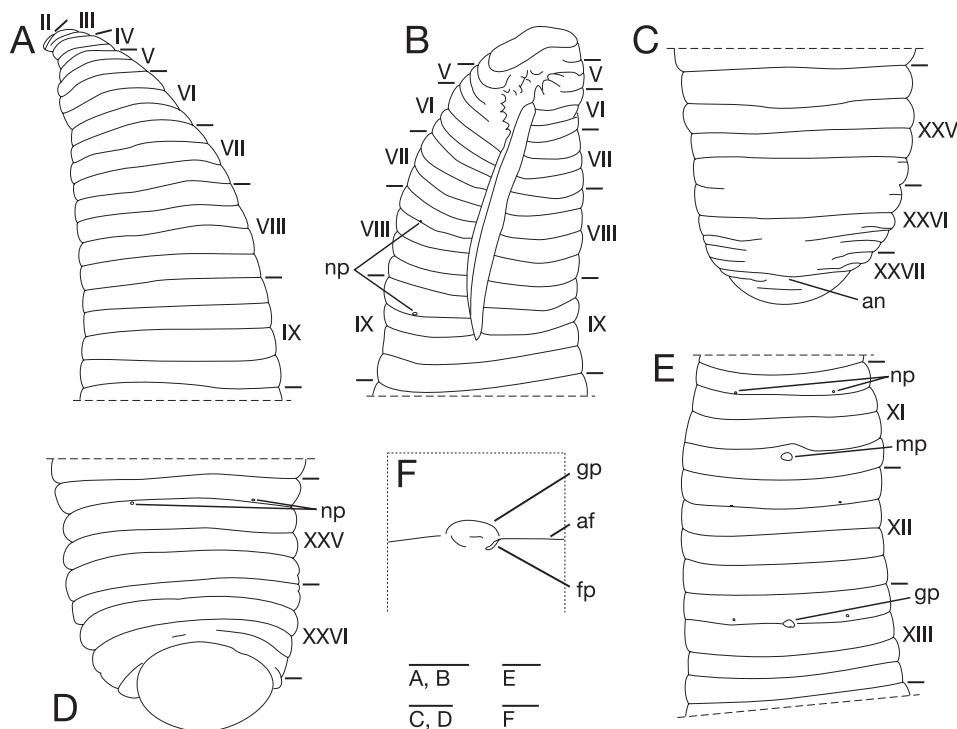 A
II
III
IV
V
VI
VII
VIII
IX
B
V
V
VI
VI
VII
VII
VIII
VIII
np
IX
IX
C
XXV
XXVI
XXVII
an
D
np
XXV
XXVI
E
np
XI
mp
XII
gp
XIII
F
gp
af
fp
A, B
E
C, D
F